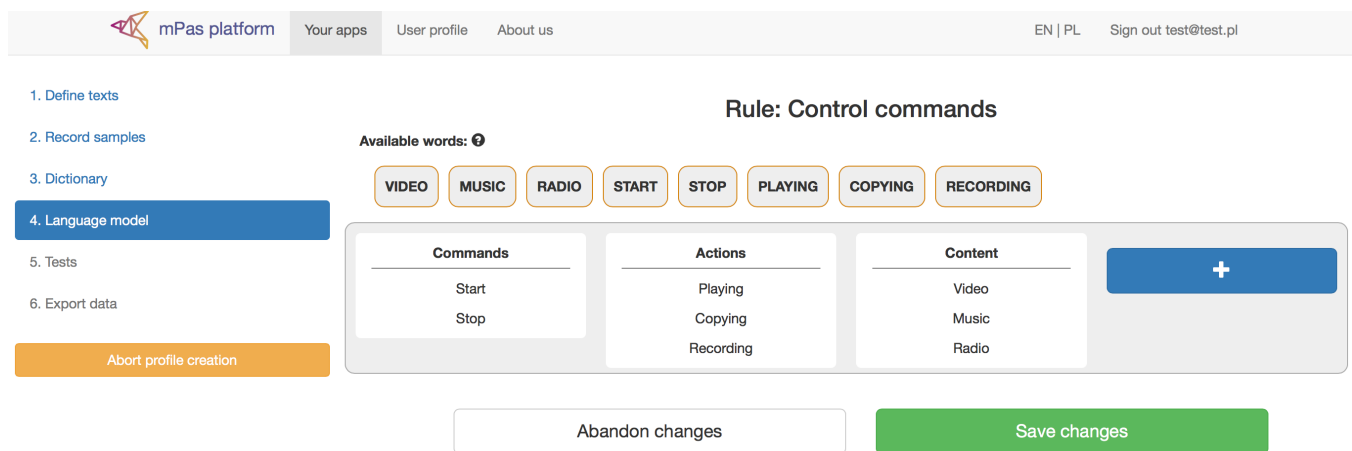 mPas platform Your apps User profile About us EN | PL Sign out test@test.pl
1. Define texts
2. Record samples
3. Dictionary
4. Language model
5. Tests
6. Export data
Abort profile creation
Rule: Control commands
Available words: ?
VIDEO MUSIC RADIO START STOP PLAYING COPYING RECORDING
Commands Actions Content +
Start Playing Video
Stop Copying Music
Recording Radio
Abandon changes Save changes